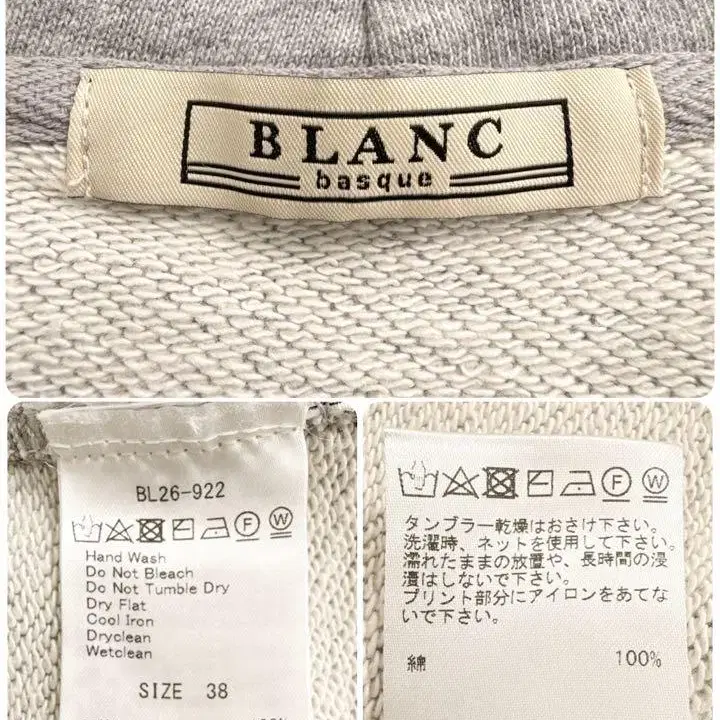 BLANC
basque
BL26-922
Hand Wash
Do Not Bleach
Do Not Tumble Dry
Dry Flat
Cool Iron
Dryclean
Wetclean
SIZE 38
タンブラー乾燥はおさけ下さい。
洗濯時、ネットを使用して下さい。
濡れたままの放置や、長時間の浸
漬はしないで下さい。
プリント部分にアイロンをあてな
いで下さい。
綿 100%